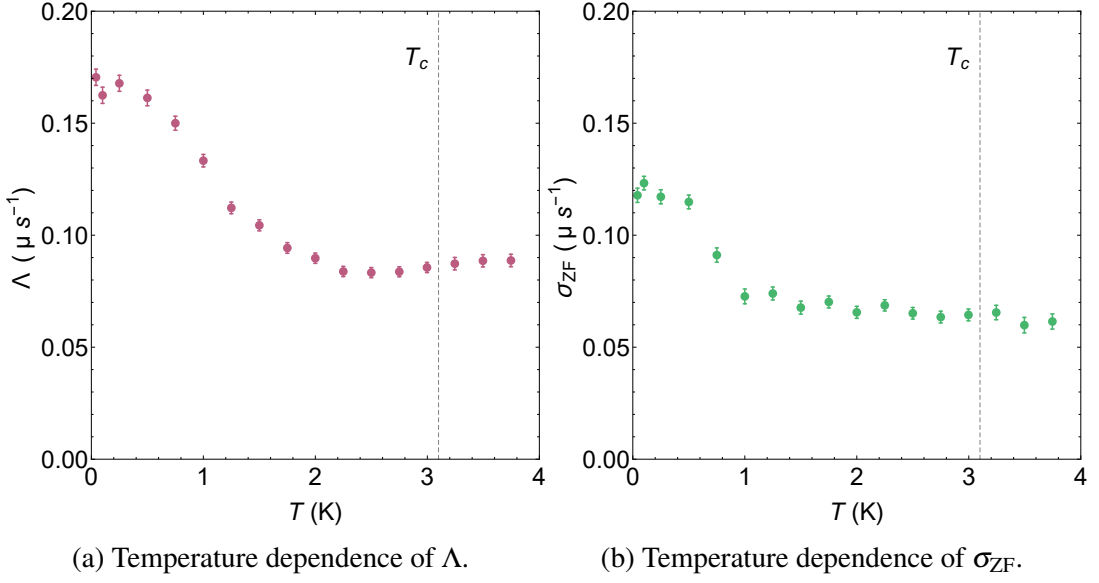 0.20
0.15
0.10
0.05
0.00
Λ ( μ s⁻¹)
T_c
0 1 2 3 4
T (K)
(a) Temperature dependence of Λ.
0.20
0.15
0.10
0.05
0.00
σ_ZF ( μ s⁻¹)
T_c
0 1 2 3 4
T (K)
(b) Temperature dependence of σ_ZF.